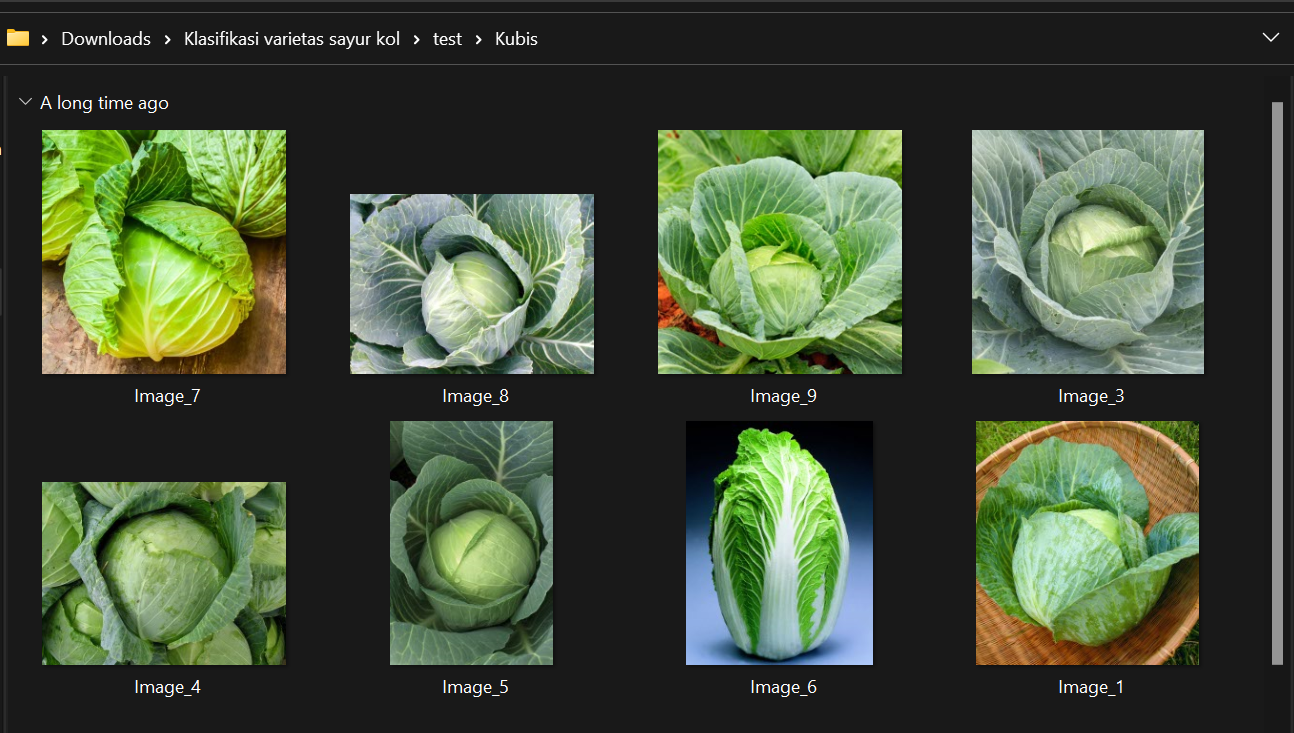 Downloads > Klasifikasi varietas sayur kol > test > Kubis
A long time ago
Image_7 Image_8 Image_9 Image_3
Image_4 Image_5 Image_6 Image_1